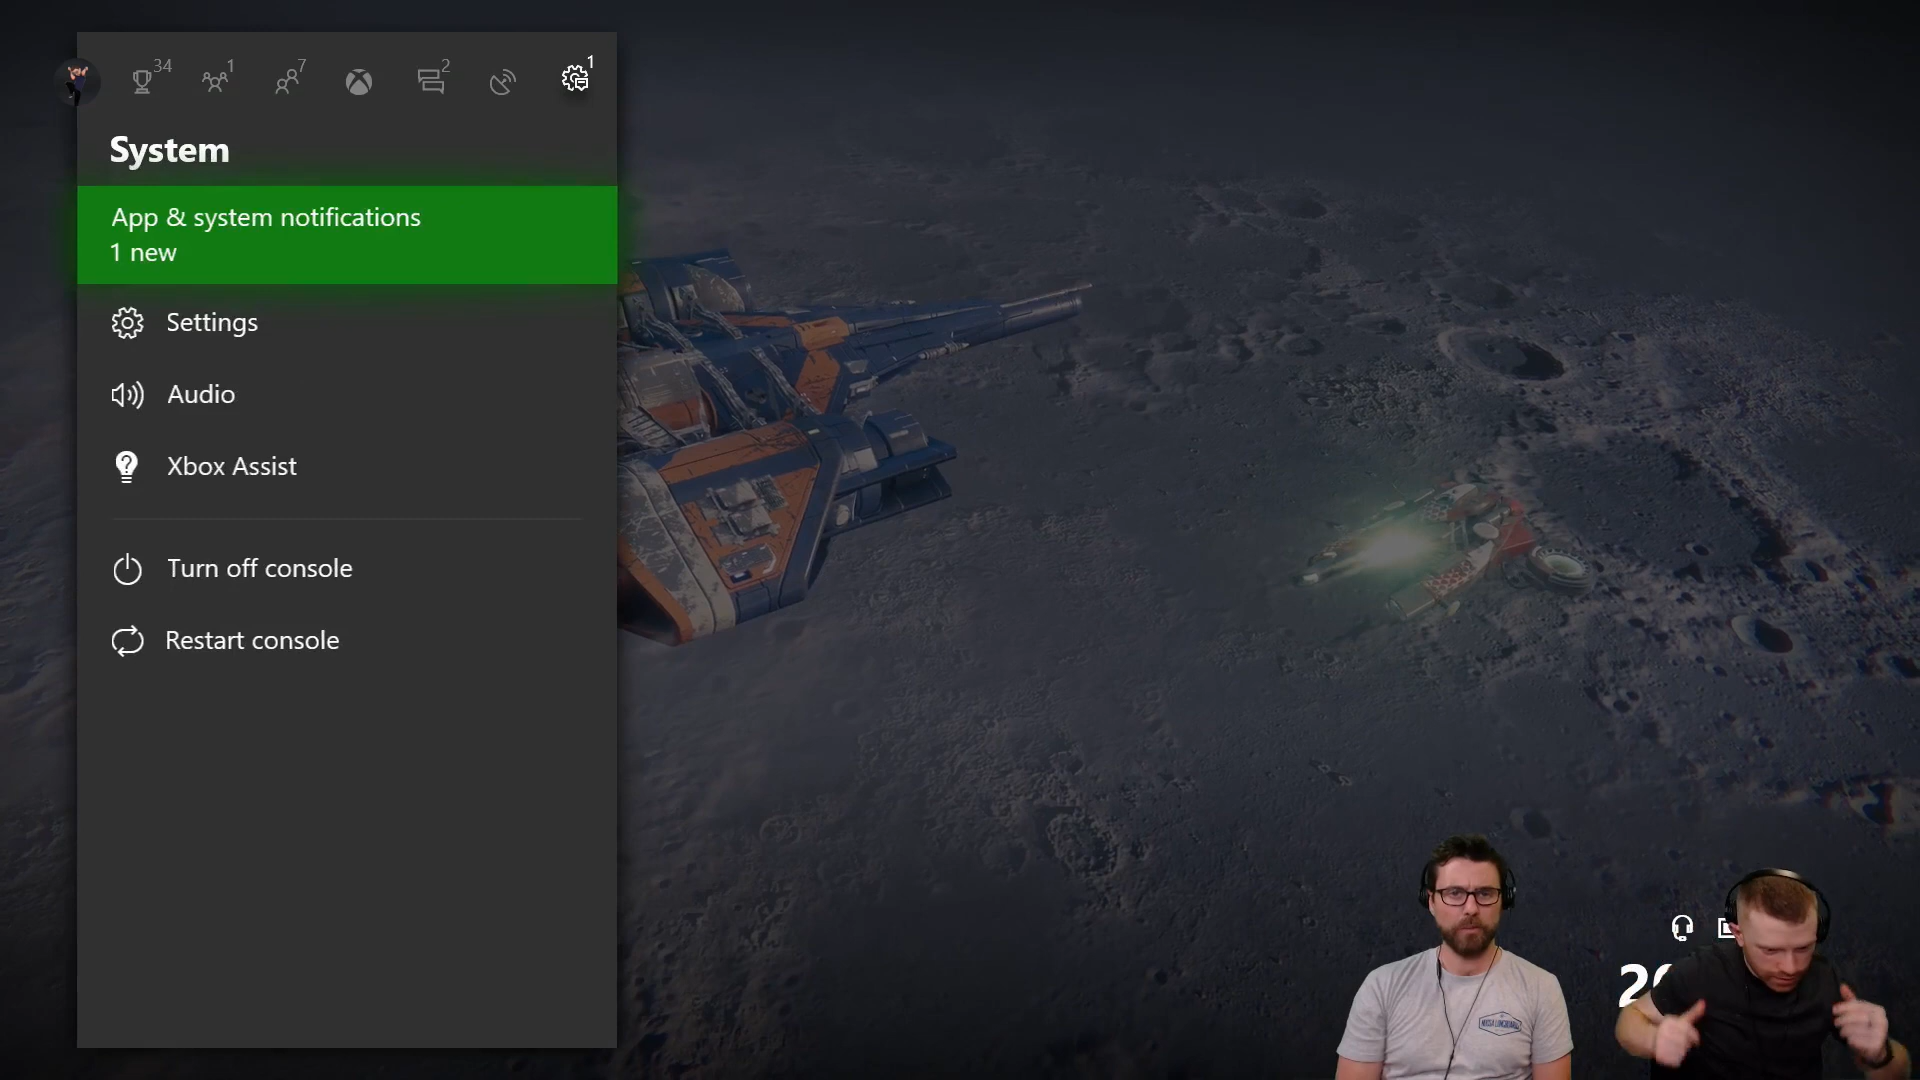 34
1
7
2
1
System
App & system notifications
1 new
Settings
Audio
Xbox Assist
Turn off console
Restart console